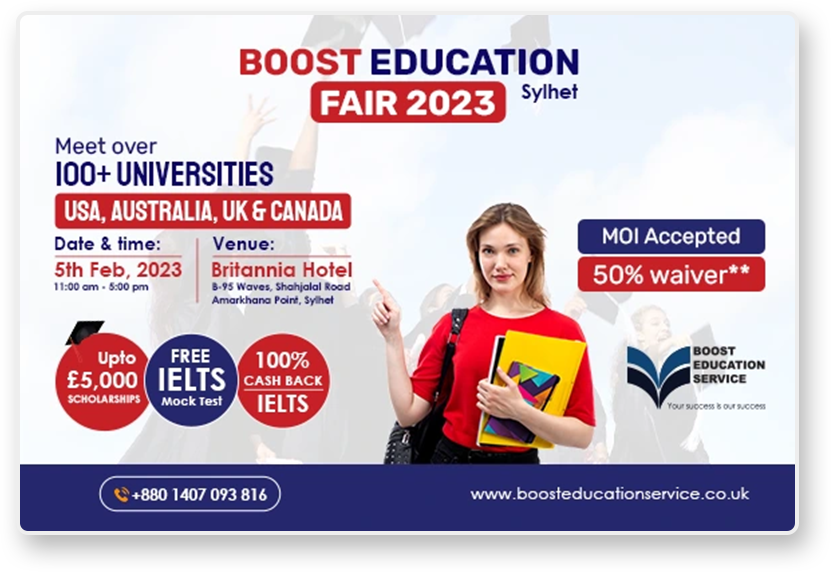 BOOST EDUCATION
FAIR 2023
Sylhet
Meet over
100+ UNIVERSITIES
USA, AUSTRALIA, UK & CANADA
Date & time:
5th Feb, 2023
11:00 am - 5:00 pm
Venue:
Britannia Hotel
B-95 Waves, Shahjalal Road
Amarkhana Point, Sylhet
MOI Accepted
50% waiver**
Upto
£5,000
SCHOLARSHIPS
FREE
IELTS
Mock Test
100%
CASH BACK
IELTS
BOOST
EDUCATION
SERVICE
Your success is our success
+880 1407 093 816
www.boosteducationservice.co.uk